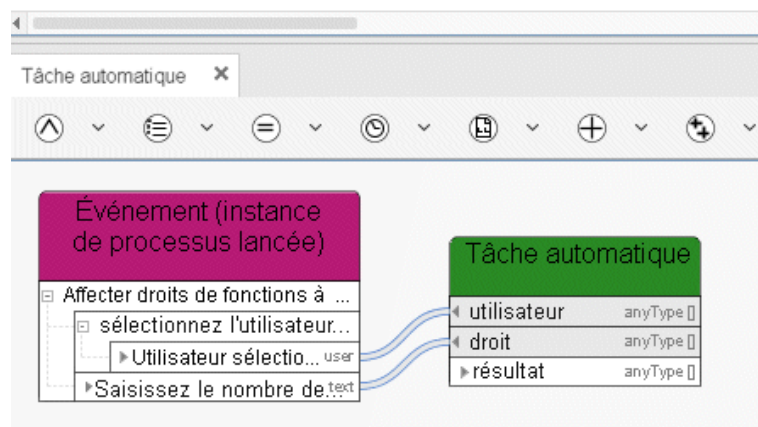 Tâche automatique
Événement (instance
de processus lancée)
Affecter droits de fonctions à ...
sélectionnez l'utilisateur...
Utilisateur sélectio... user
Saisissez le nombre de... text
Tâche automatique
utilisateur anyType []
droit anyType []
résultat anyType []